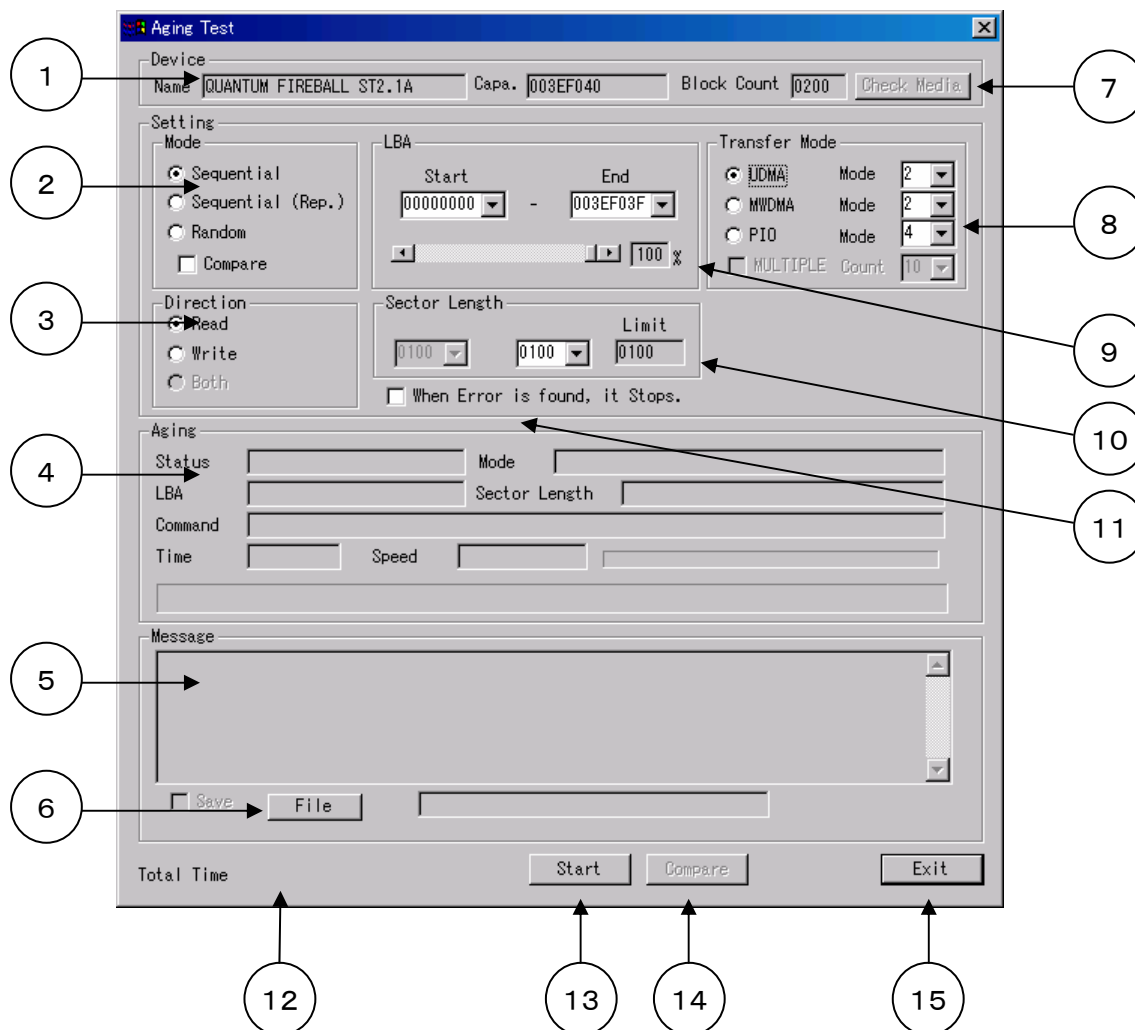 Aging Test
Device
1
Name QUANTUM FIREBALL ST2.1A Capa. 003EF040 Block Count 0200 Check Media
7
Setting
Mode LBA Transfer Mode
2
Sequential Start End UDMA Mode 2
Sequential (Rep.) 00000000 - 003EF03F MWDMA Mode 2
8
Random PIO Mode 4
Compare 100 % MULTIPLE Count 10
Direction Sector Length
3
Read Limit
9
Write 0100 0100 0100
Both
When Error is found, it Stops.
10
Aging
4
Status Mode
LBA Sector Length
Command
11
Time Speed
Message
5
6
Save File
Total Time Start Compare Exit
12 13 14 15